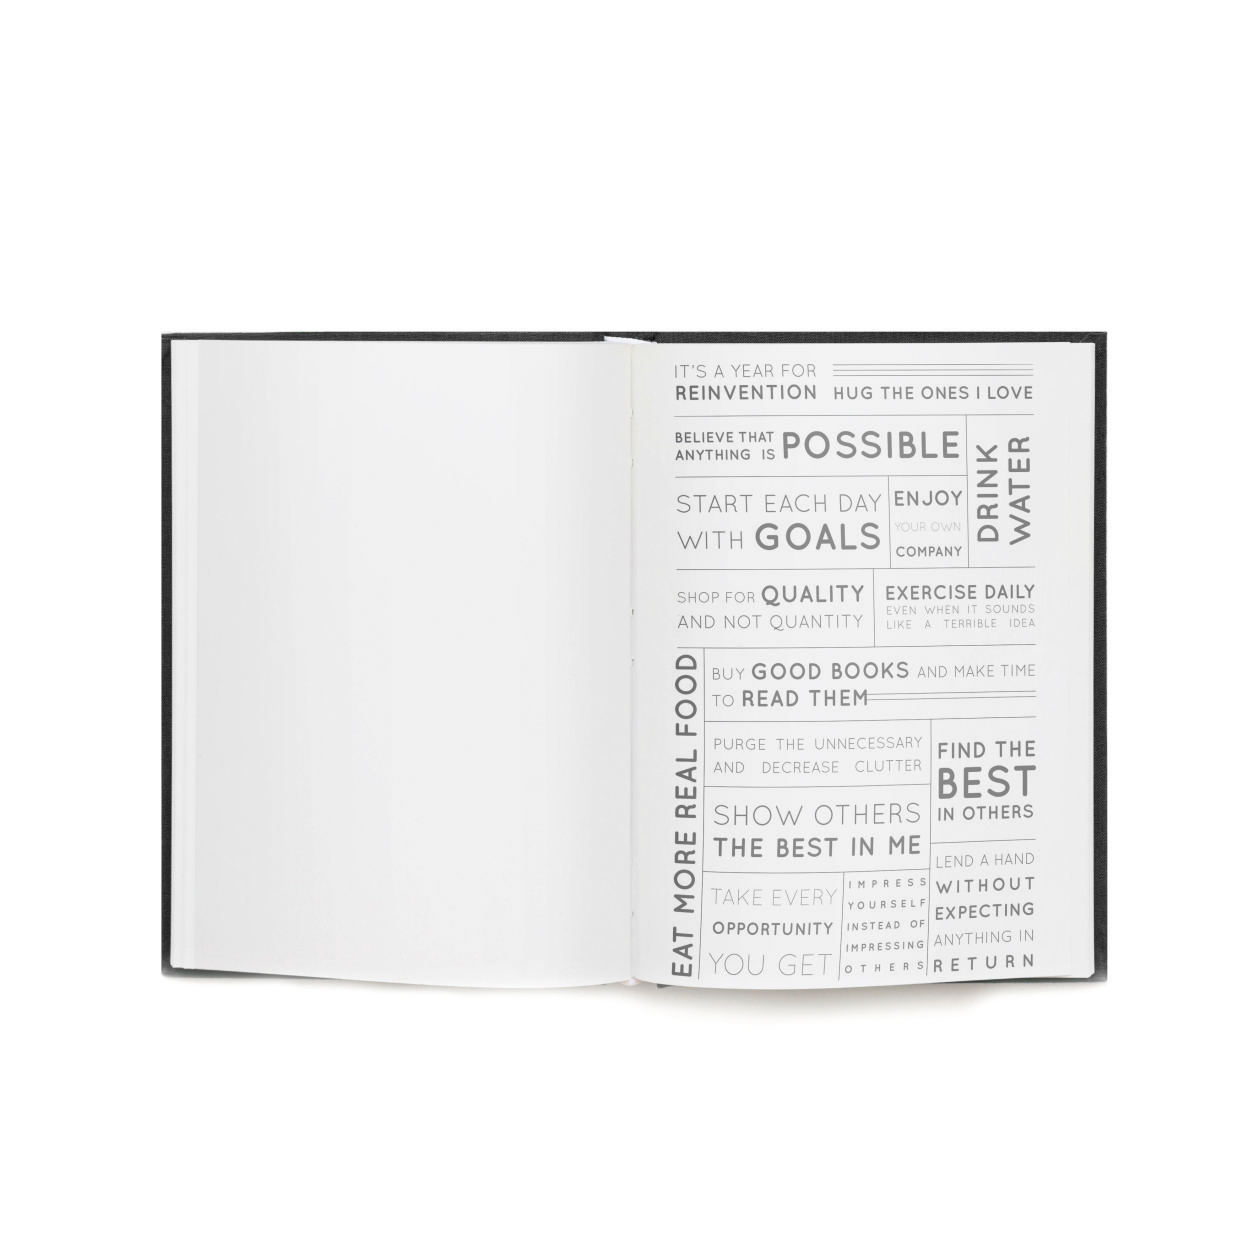 IT'S A YEAR FOR
REINVENTION
HUG THE ONES I LOVE
BELIEVE THAT
ANYTHING IS
POSSIBLE
DRINK
WATER
START EACH DAY
WITH GOALS
ENJOY
YOUR OWN
COMPANY
SHOP FOR QUALITY
AND NOT QUANTITY
EXERCISE DAILY
EVEN WHEN IT SOUNDS
LIKE A TERRIBLE IDEA
EAT MORE REAL FOOD
BUY GOOD BOOKS AND MAKE TIME
TO READ THEM
PURGE THE UNNECESSARY
AND DECREASE CLUTTER
FIND THE
BEST
IN OTHERS
SHOW OTHERS
THE BEST IN ME
TAKE EVERY
OPPORTUNITY
YOU GET
IMPRESS
YOURSELF
INSTEAD OF
IMPRESSING
OTHERS
LEND A HAND
WITHOUT
EXPECTING
ANYTHING IN
RETURN